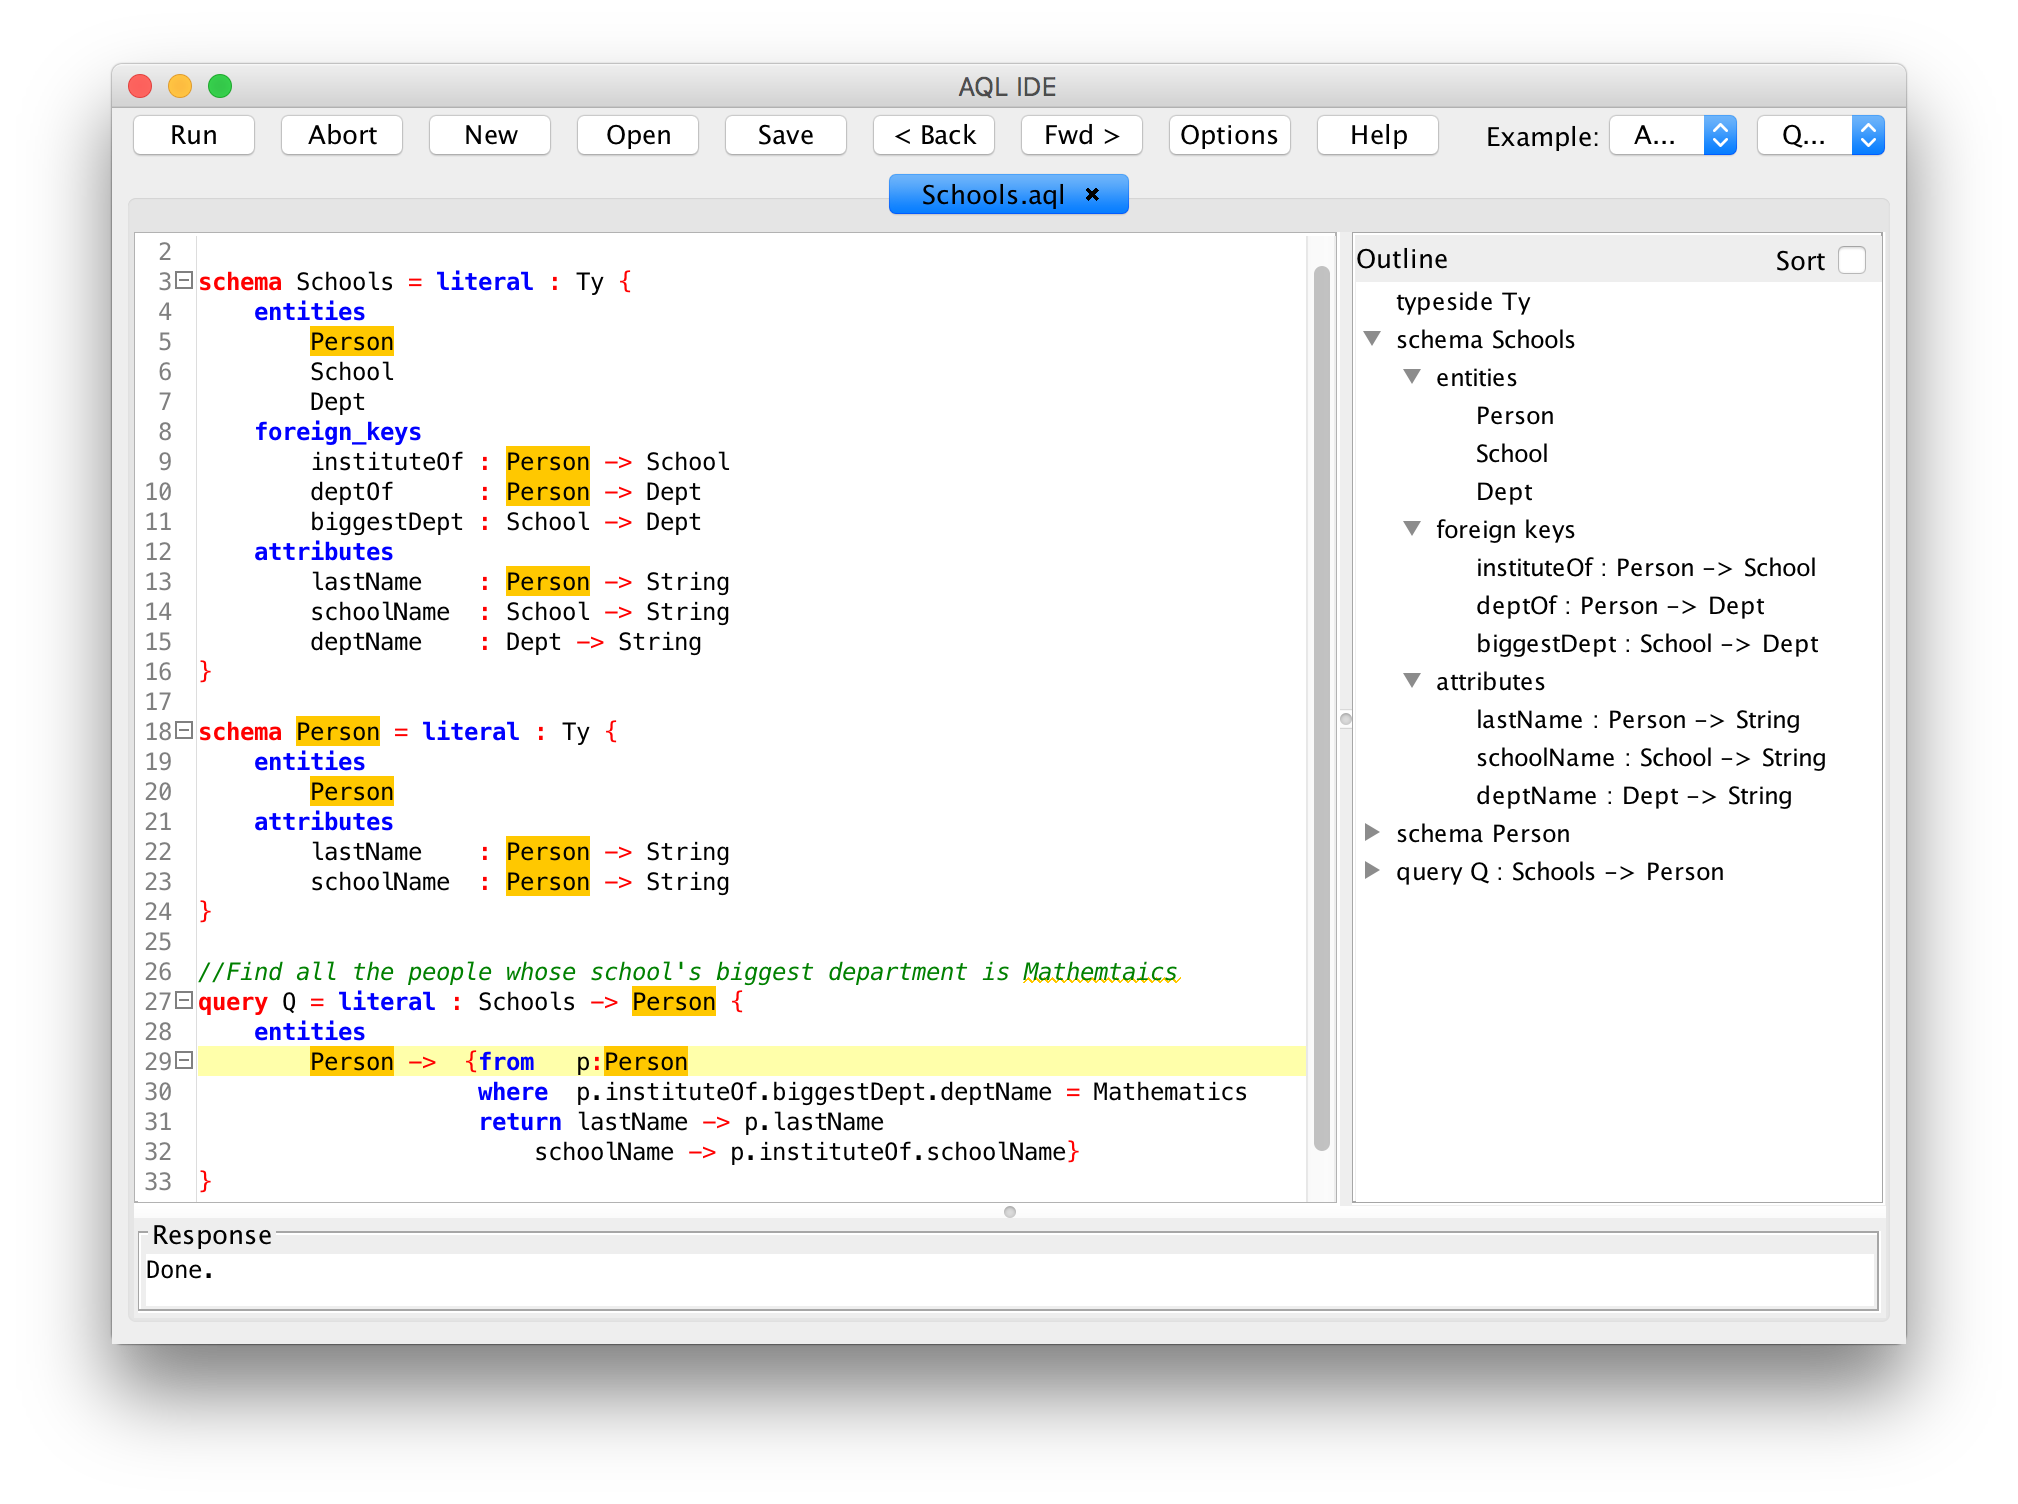 AQL IDE
Run Abort New Open Save < Back Fwd > Options Help Example: A... Q...
Schools.aql ✖
2
3 schema Schools = literal : Ty {
4     entities
5         Person
6         School
7         Dept
8     foreign_keys
9         instituteOf : Person -> School
10         deptOf      : Person -> Dept
11         biggestDept : School -> Dept
12     attributes
13         lastName    : Person -> String
14         schoolName  : School -> String
15         deptName    : Dept -> String
16 }
17
18 schema Person = literal : Ty {
19     entities
20         Person
21     attributes
22         lastName    : Person -> String
23         schoolName  : Person -> String
24 }
25
26 //Find all the people whose school's biggest department is Mathemtaics
27 query Q = literal : Schools -> Person {
28     entities
29         Person ->  {from   p:Person
30                     where  p.instituteOf.biggestDept.deptName = Mathematics
31                     return lastName -> p.lastName
32                         schoolName -> p.instituteOf.schoolName}
33 }
Outline Sort
typeside Ty
schema Schools
entities
Person
School
Dept
foreign keys
instituteOf : Person -> School
deptOf : Person -> Dept
biggestDept : School -> Dept
attributes
lastName : Person -> String
schoolName : School -> String
deptName : Dept -> String
schema Person
query Q : Schools -> Person
Response
Done.